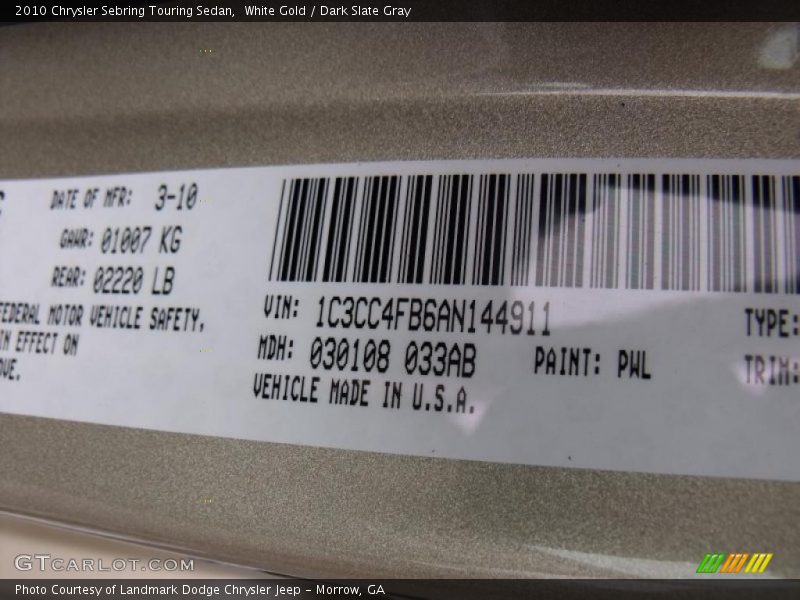 2010 Chrysler Sebring Touring Sedan,  White Gold / Dark Slate Gray
DATE OF MFR: 3-10
GAWR: 01007 KG
REAR: 02220 LB
FEDERAL MOTOR VEHICLE SAFETY,
IN EFFECT ON
VIN: 1C3CC4FB6AN144911
TYPE:
MDH: 030108 033AB
PAINT: PWL
TRIM:
VEHICLE MADE IN U.S.A.
GTCARLOT.COM
Photo Courtesy of Landmark Dodge Chrysler Jeep – Morrow, GA